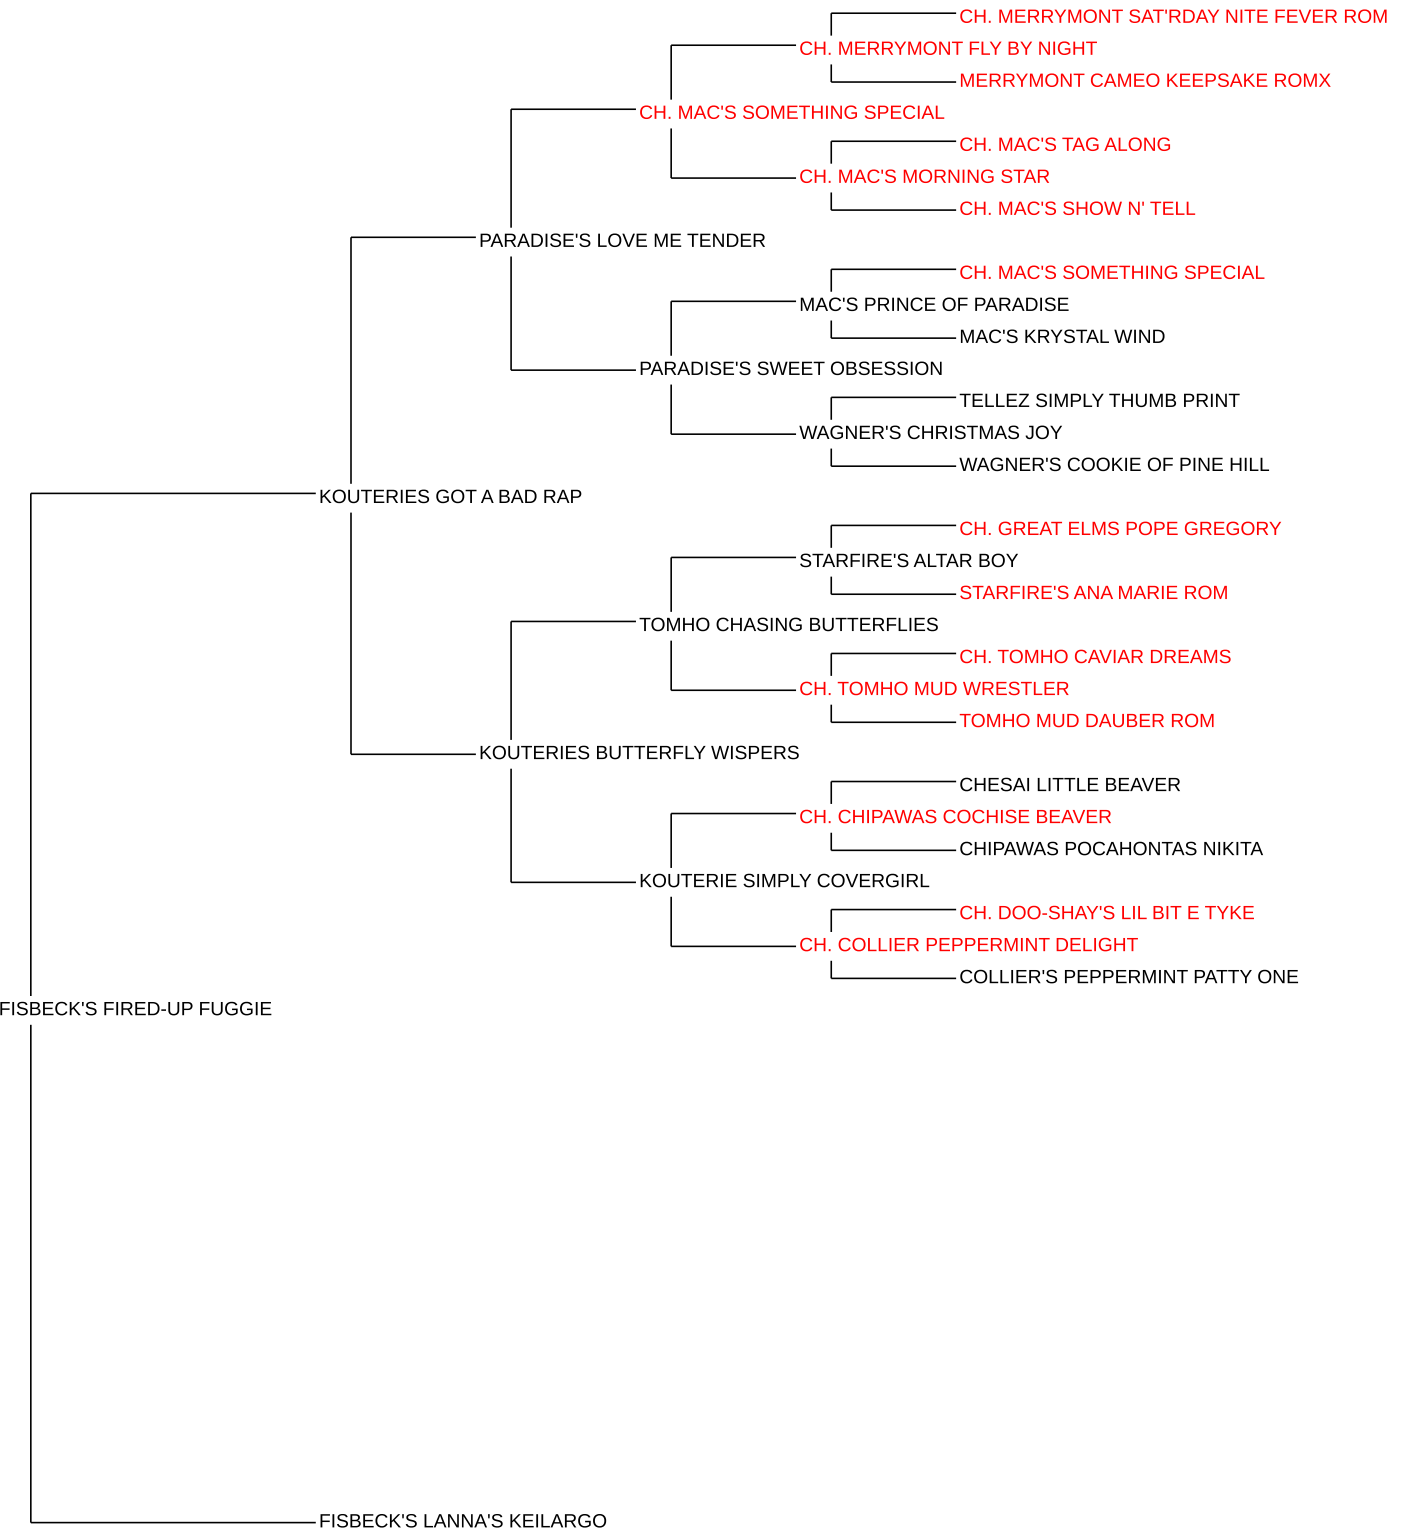 CH. MERRYMONT SAT'RDAY NITE FEVER ROM
CH. MERRYMONT FLY BY NIGHT
MERRYMONT CAMEO KEEPSAKE ROMX
CH. MAC'S SOMETHING SPECIAL
CH. MAC'S TAG ALONG
CH. MAC'S MORNING STAR
CH. MAC'S SHOW N' TELL
PARADISE'S LOVE ME TENDER
CH. MAC'S SOMETHING SPECIAL
MAC'S PRINCE OF PARADISE
MAC'S KRYSTAL WIND
PARADISE'S SWEET OBSESSION
TELLEZ SIMPLY THUMB PRINT
WAGNER'S CHRISTMAS JOY
WAGNER'S COOKIE OF PINE HILL
KOUTERIES GOT A BAD RAP
CH. GREAT ELMS POPE GREGORY
STARFIRE'S ALTAR BOY
STARFIRE'S ANA MARIE ROM
TOMHO CHASING BUTTERFLIES
CH. TOMHO CAVIAR DREAMS
CH. TOMHO MUD WRESTLER
TOMHO MUD DAUBER ROM
KOUTERIES BUTTERFLY WISPERS
CHESAI LITTLE BEAVER
CH. CHIPAWAS COCHISE BEAVER
CHIPAWAS POCAHONTAS NIKITA
KOUTERIE SIMPLY COVERGIRL
CH. DOO-SHAY'S LIL BIT E TYKE
CH. COLLIER PEPPERMINT DELIGHT
COLLIER'S PEPPERMINT PATTY ONE
FISBECK'S FIRED-UP FUGGIE
FISBECK'S LANNA'S KEILARGO